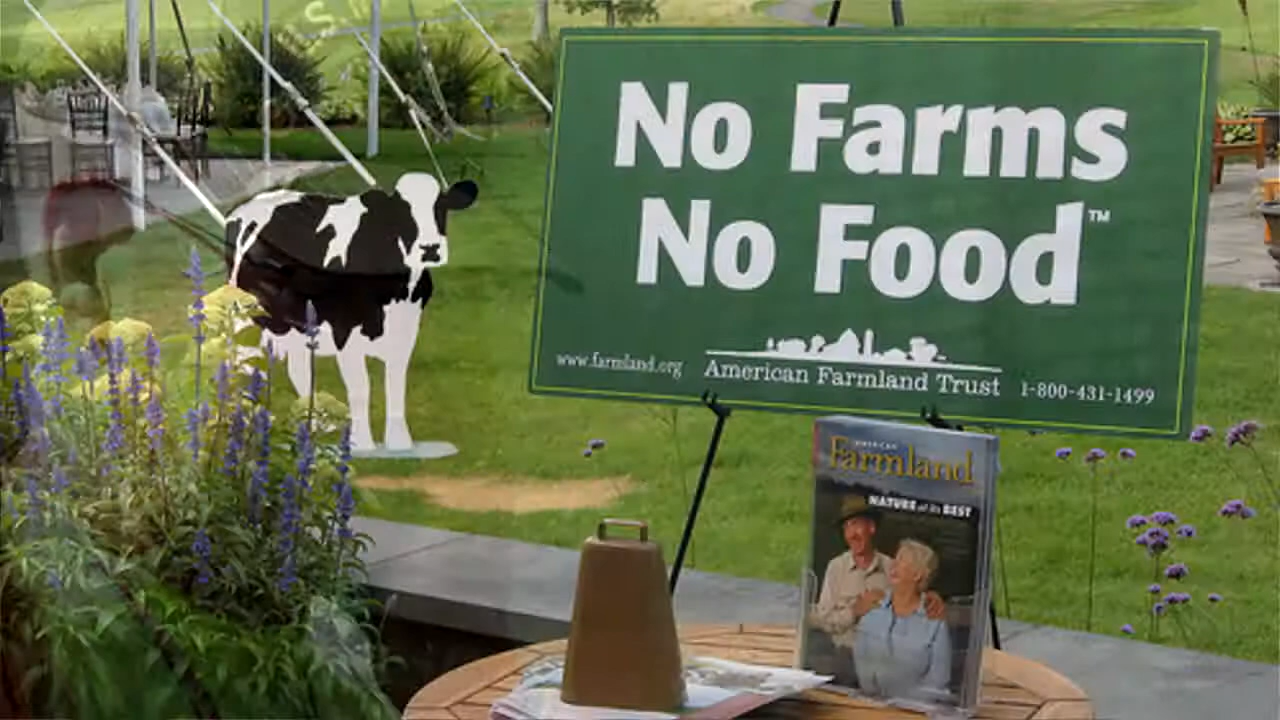 No Farms
No Food™
www.farmland.org
American Farmland Trust
1-800-431-1499
AMERICAN
Farmland
NATURE at its BEST